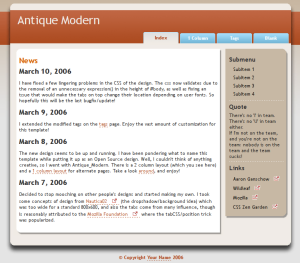 Antique Modern
Index
1 Column
Tags
Blank
News
March 10, 2006
I have fixed a few lingering problems in the CSS of the design. The css now validates due to
the removal of an unnecessary expression() in the height of #body, as well as fixing an
issue that would make the tabs on top change their location depending on user fonts. So
hopefully this will be the last bugfix/update!
March 9, 2006
I extended the modified tags on the tags page. Enjoy the vast amount of customization for
this template!
March 8, 2006
The new design seems to be up and running. I have been pondering what to name this
template while putting it up as an Open Source design. Well, I couldn't think of anything
creative, so I went with Antique_Modern. There is a 2 column layout (which you see here)
and a 1 column layout for alternate pages. Take a look around, and enjoy!
March 7, 2006
Decided to stop mooching on other people's designs and started making my own. I took
some concepts of design from Nautica02 (the dropshadow/background idea) which
was too wide for a standard 800x600, and also the tabs come from many influence, though
is reasonably attributed to the Mozilla Foundation where the tabCSS/position trick
was popularized.
Submenu
Subitem 1
Subitem 2
Subitem 3
Subitem 4
Quote
There's no 'I' in team.
There's no 'U' in team
either.
If I'm not on the team,
and you're not on the
team: nobody is on the
team and the team
sucks!
Links
Aaron Ganschow
Mozilla
CSS Zen Garden
© Copyright Your Name 2006